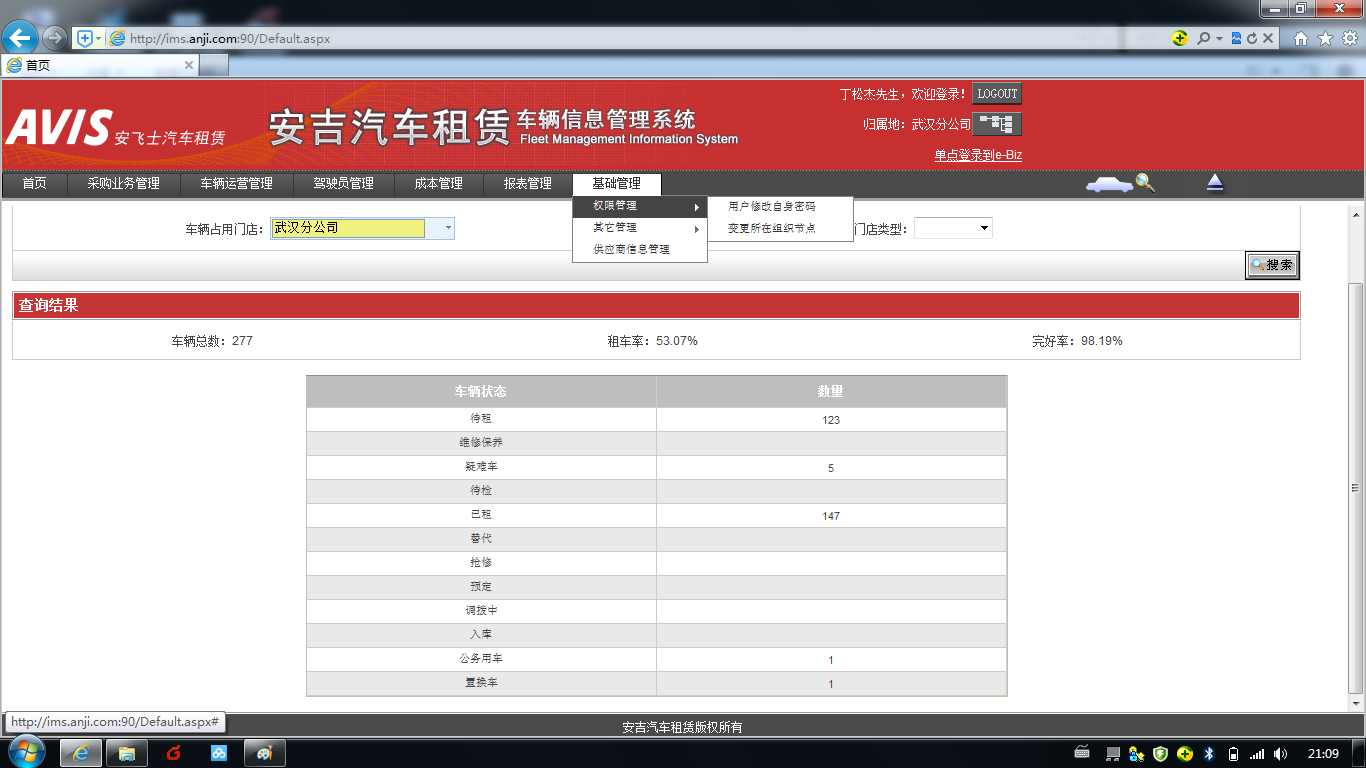 http://ims.anji.com:90/Default.aspx
首页
AVIS 安飞士汽车租赁
安吉汽车租赁 车辆信息管理系统
Fleet Management Information System
丁松杰先生，欢迎登录！ LOGOUT
归属地：武汉分公司
单点登录到e-Biz
首页 采购业务管理 车辆运营管理 驾驶员管理 成本管理 报表管理 基础管理
权限管理 用户修改自身密码
其它管理 变更所在组织节点
供应商信息管理
车辆占用门店： 武汉分公司 门店类型：
搜索
查询结果
车辆总数：277 租车率：53.07% 完好率：98.19%
车辆状态 数量
待租 123
维修保养
疑难车 5
待检
已租 147
替代
抢修
预定
调拨中
入库
公务用车 1
置换车 1
http://ims.anji.com:90/Default.aspx#
安吉汽车租赁版权所有
21:09